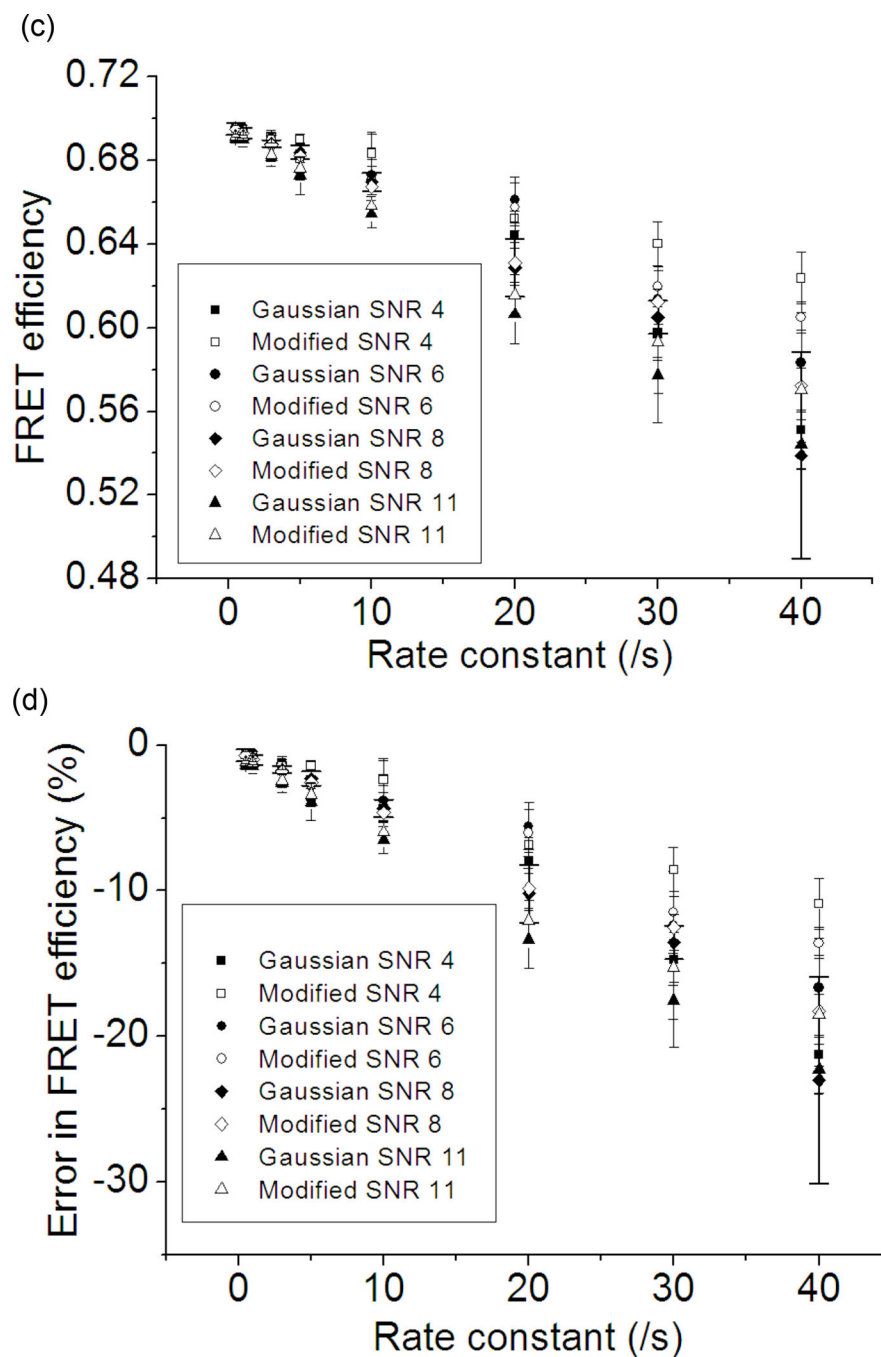 (c)
0.72
0.68
0.64
0.60
0.56
0.52
0.48
FRET efficiency
Gaussian SNR 4
Modified SNR 4
Gaussian SNR 6
Modified SNR 6
Gaussian SNR 8
Modified SNR 8
Gaussian SNR 11
Modified SNR 11
0 10 20 30 40
Rate constant (/s)
(d)
0
-10
-20
-30
Error in FRET efficiency (%)
Gaussian SNR 4
Modified SNR 4
Gaussian SNR 6
Modified SNR 6
Gaussian SNR 8
Modified SNR 8
Gaussian SNR 11
Modified SNR 11
0 10 20 30 40
Rate constant (/s)